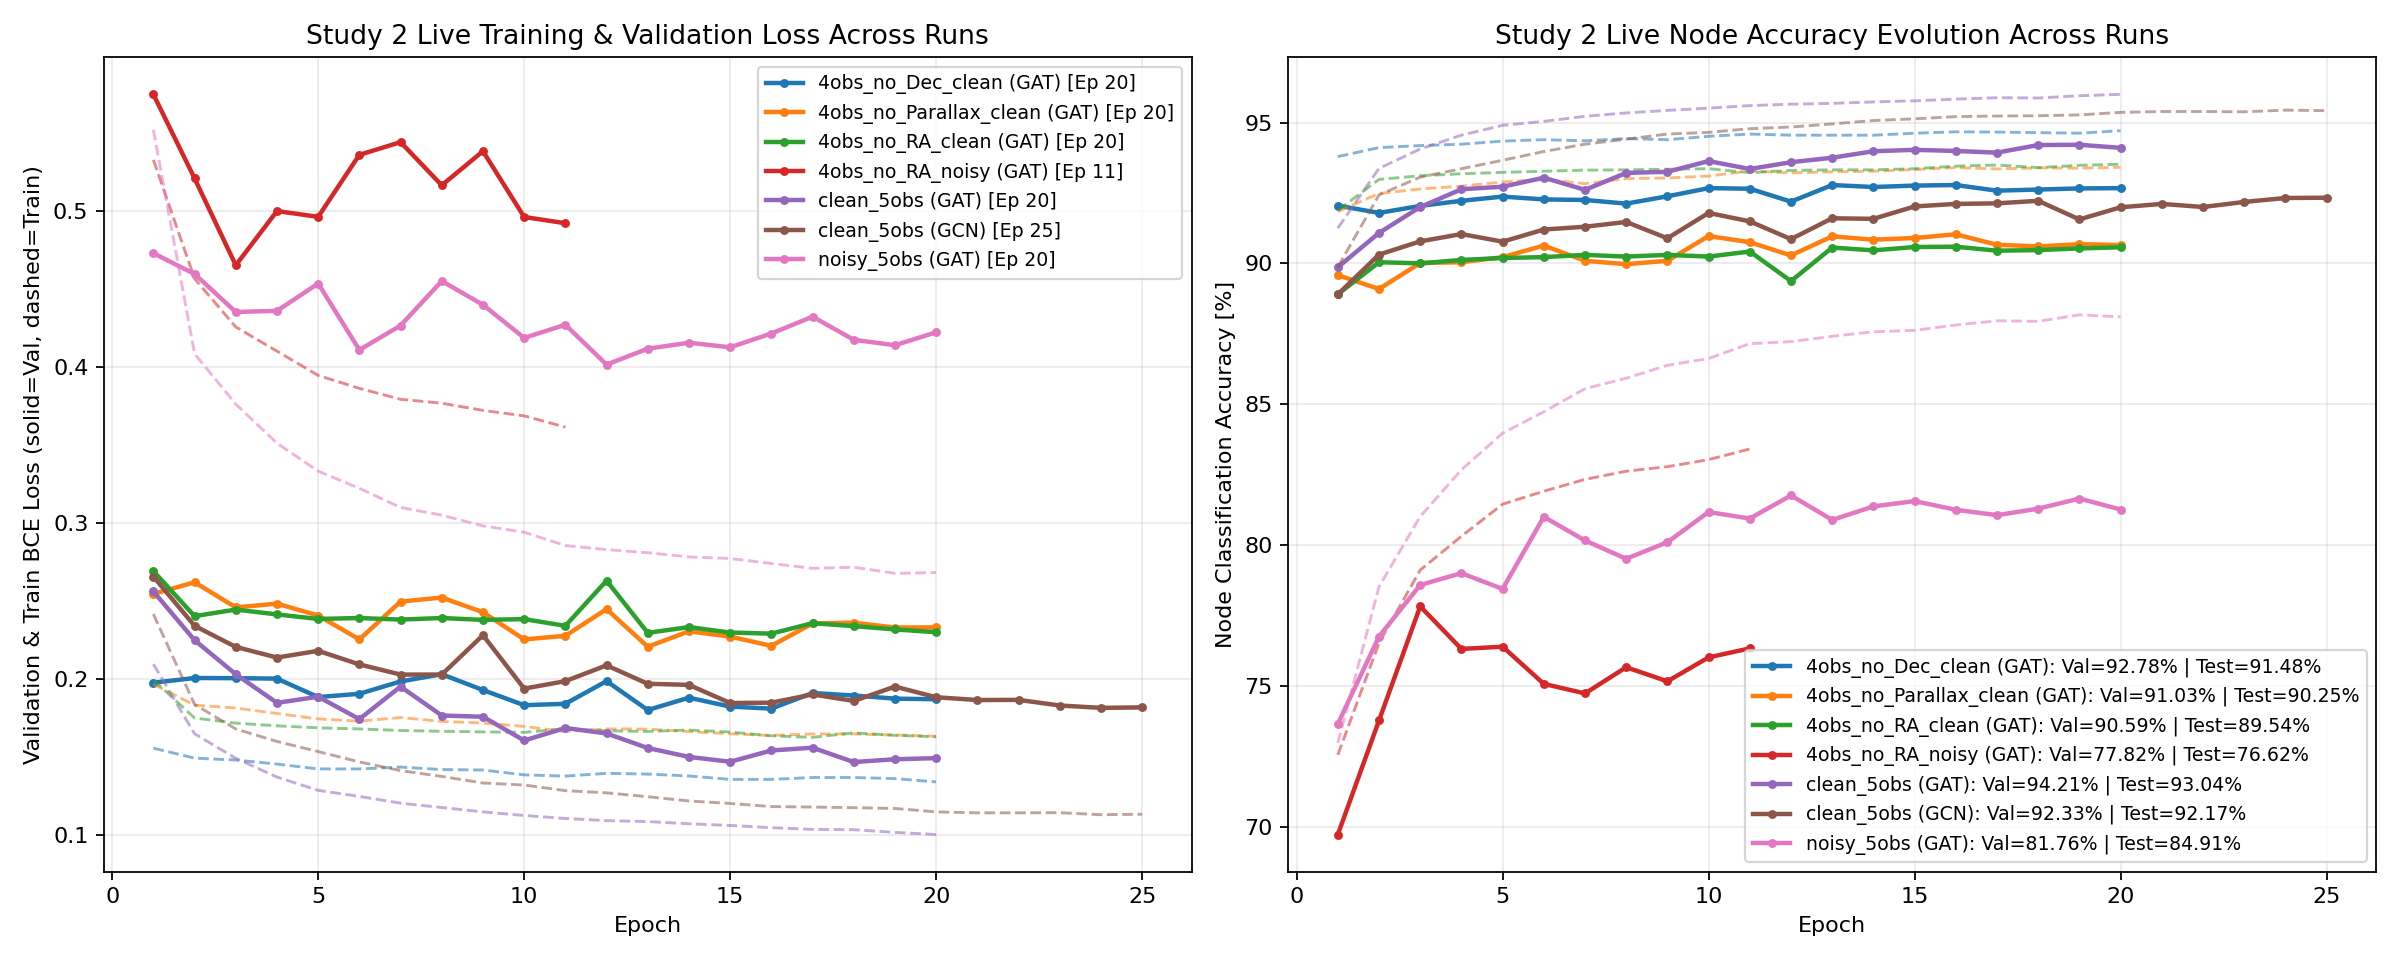 Study 2 Live Training & Validation Loss Across Runs
Validation & Train BCE Loss (solid=Val, dashed=Train)
0.5
0.4
0.3
0.2
0.1
4obs_no_Dec_clean (GAT) [Ep 20]
4obs_no_Parallax_clean (GAT) [Ep 20]
4obs_no_RA_clean (GAT) [Ep 20]
4obs_no_RA_noisy (GAT) [Ep 11]
clean_5obs (GAT) [Ep 20]
clean_5obs (GCN) [Ep 25]
noisy_5obs (GAT) [Ep 20]
0 5 10 15 20 25
Epoch
Study 2 Live Node Accuracy Evolution Across Runs
Node Classification Accuracy [%]
95
90
85
80
75
70
4obs_no_Dec_clean (GAT): Val=92.78% | Test=91.48%
4obs_no_Parallax_clean (GAT): Val=91.03% | Test=90.25%
4obs_no_RA_clean (GAT): Val=90.59% | Test=89.54%
4obs_no_RA_noisy (GAT): Val=77.82% | Test=76.62%
clean_5obs (GAT): Val=94.21% | Test=93.04%
clean_5obs (GCN): Val=92.33% | Test=92.17%
noisy_5obs (GAT): Val=81.76% | Test=84.91%
0 5 10 15 20 25
Epoch